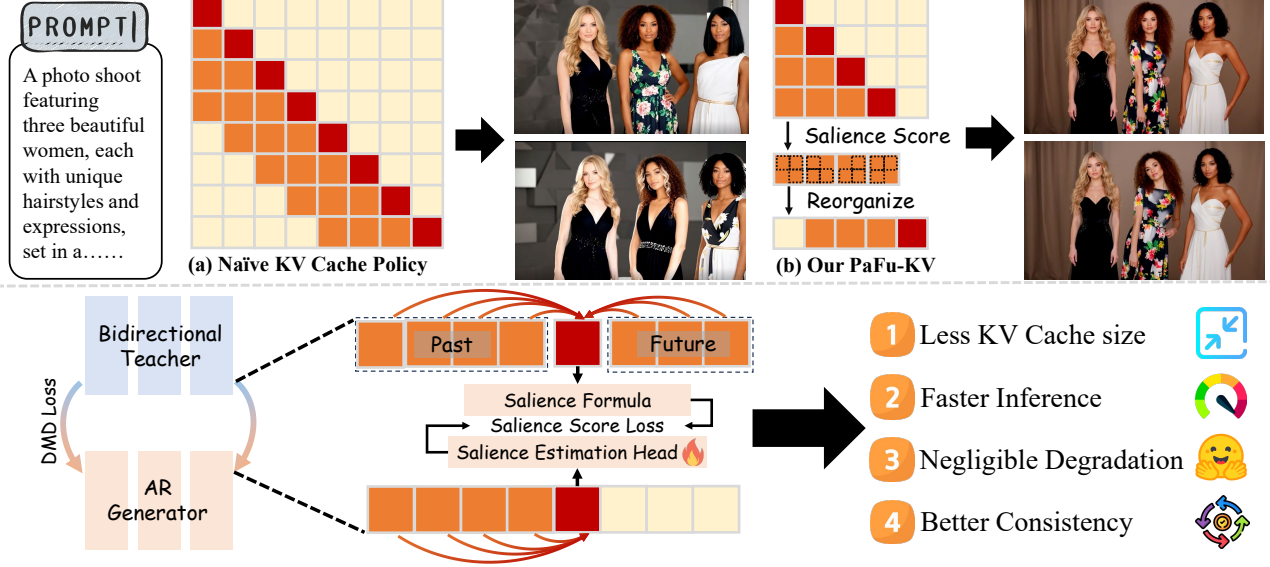 PROMPT
A photo shoot
featuring
three beautiful
women, each
with unique
hairstyles and
expressions,
set in a……
(a) Naïve KV Cache Policy
Salience Score
Reorganize
(b) Our PaFu-KV
Bidirectional
Teacher
DMD Loss
AR
Generator
Past
Future
Salience Formula
Salience Score Loss
Salience Estimation Head
1 Less KV Cache size
2 Faster Inference
3 Negligible Degradation
4 Better Consistency